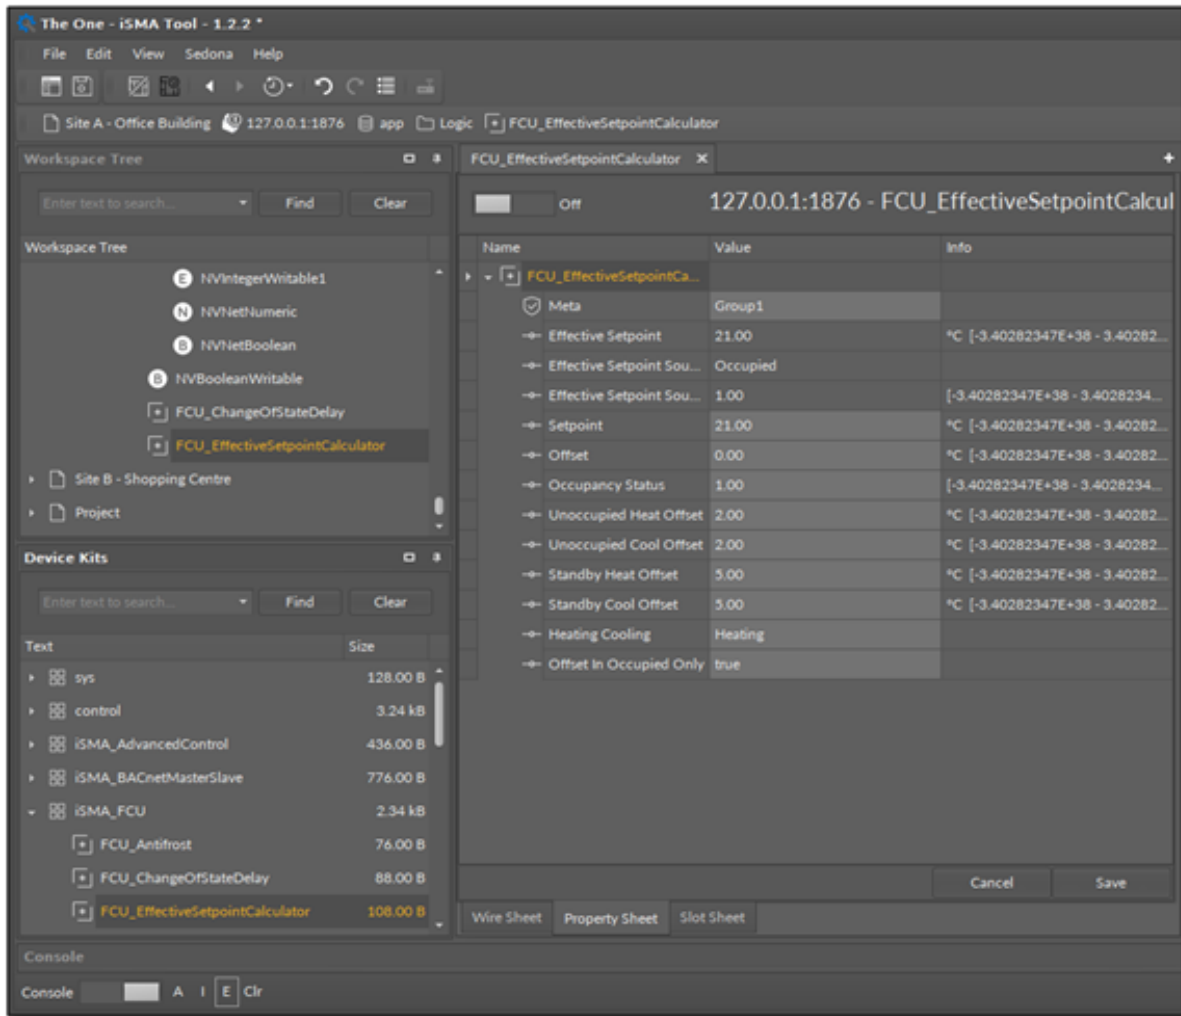 The One - iSMA Tool - 1.2.2 *
File Edit View Sedona Help
Site A - Office Building 127.0.0.1:1876 app Logic FCU_EffectiveSetpointCalculator
Workspace Tree
Enter text to search... Find Clear
Workspace Tree
NVIntegerWritable1
NVNetNumeric
NVNetBoolean
NVBooleanWritable
FCU_ChangeOfStateDelay
FCU_EffectiveSetpointCalculator
Site B - Shopping Centre
Project
Device Kits
Enter text to search... Find Clear
Text Size
sys 128.00 B
control 3.24 kB
iSMA_AdvancedControl 436.00 B
iSMA_BACnetMasterSlave 776.00 B
iSMA_FCU 2.34 kB
FCU_Antifrost 76.00 B
FCU_ChangeOfStateDelay 88.00 B
FCU_EffectiveSetpointCalculator 108.00 B
FCU_EffectiveSetpointCalculator
Off 127.0.0.1:1876 - FCU_EffectiveSetpointCalcul
Name Value Info
FCU_EffectiveSetpointCa...
Meta Group1
Effective Setpoint 21.00 °C [-3.40282347E+38 - 3.40282...
Effective Setpoint Sou... Occupied
Effective Setpoint Sou... 1.00 [-3.40282347E+38 - 3.4028234...
Setpoint 21.00 °C [-3.40282347E+38 - 3.40282...
Offset 0.00 °C [-3.40282347E+38 - 3.40282...
Occupancy Status 1.00 [-3.40282347E+38 - 3.4028234...
Unoccupied Heat Offset 2.00 °C [-3.40282347E+38 - 3.40282...
Unoccupied Cool Offset 2.00 °C [-3.40282347E+38 - 3.40282...
Standby Heat Offset 5.00 °C [-3.40282347E+38 - 3.40282...
Standby Cool Offset 5.00 °C [-3.40282347E+38 - 3.40282...
Heating Cooling Heating
Offset In Occupied Only true
Cancel Save
Wire Sheet Property Sheet Slot Sheet
Console
Console A I E Clr